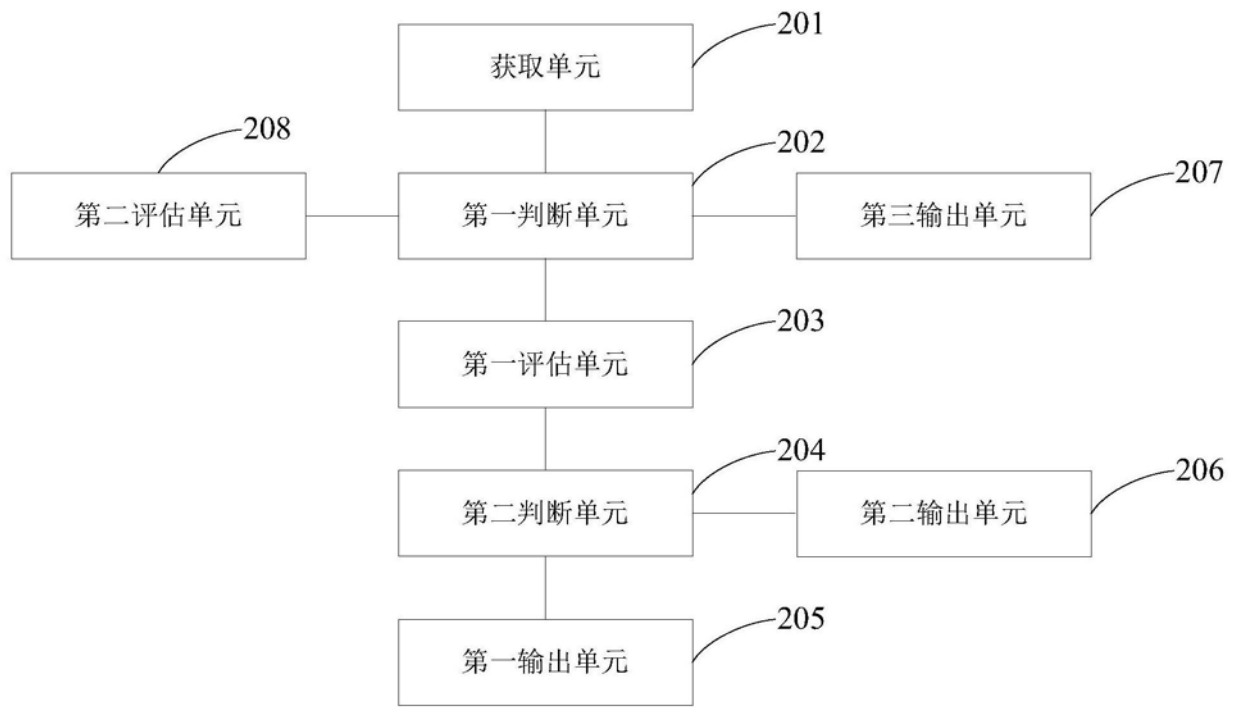 201
获取单元
208
202
207
第二评估单元
第一判断单元
第三输出单元
203
第一评估单元
204
206
第二判断单元
第二输出单元
205
第一输出单元